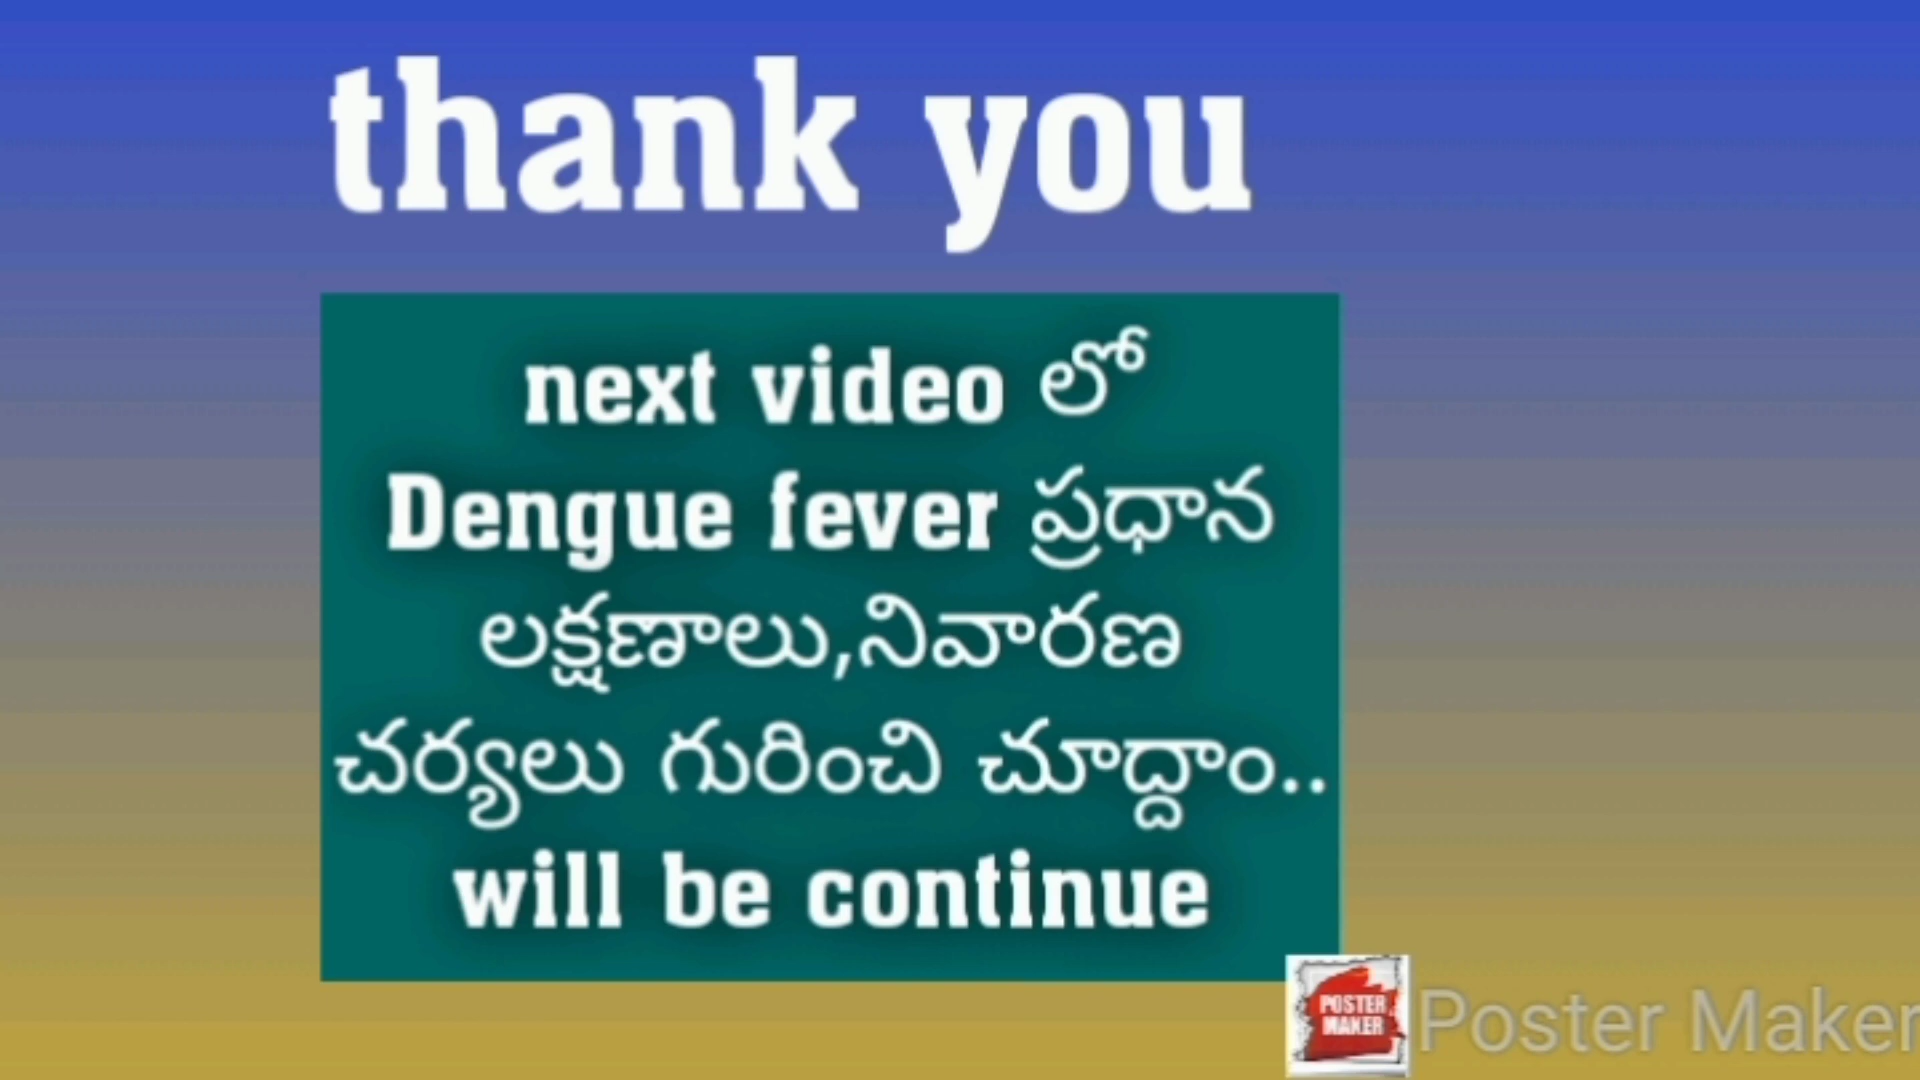 thank you
next video లో
Dengue fever ప్రధాన
లక్షణాలు,నివారణ
చర్యలు గురించి చూద్దాం..
will be continue
POSTER
MAKER
Poster Maker